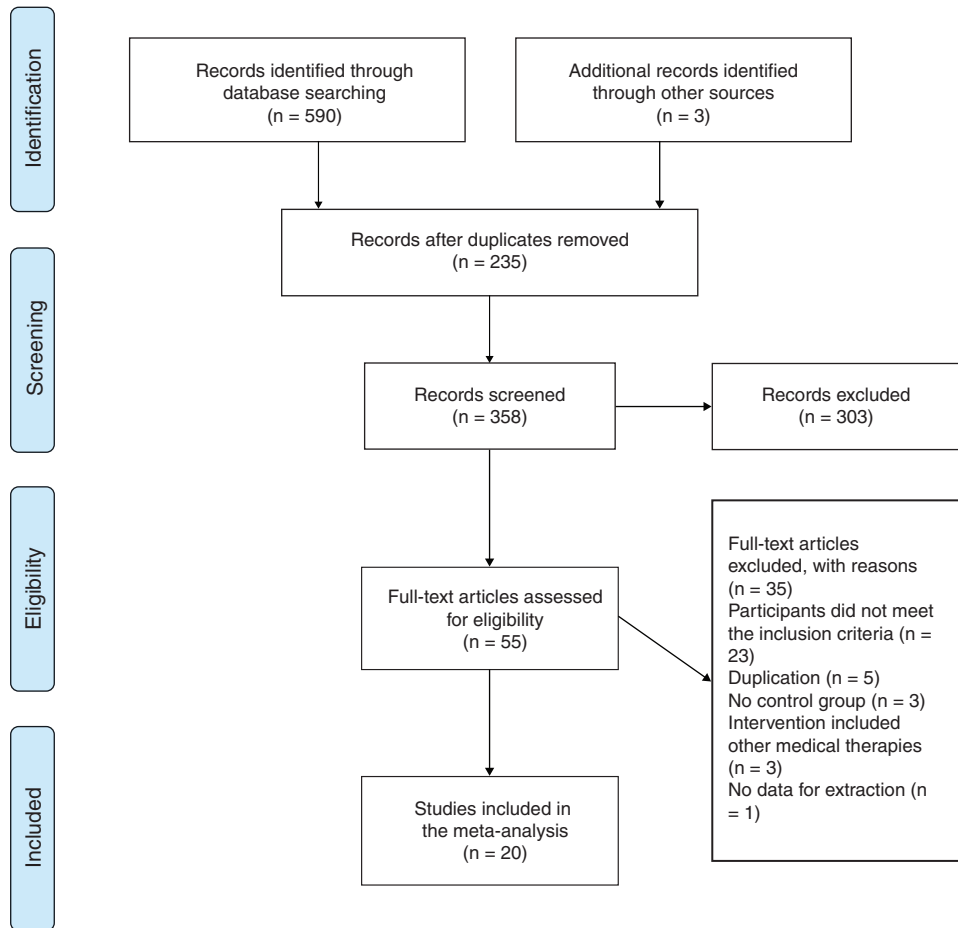 Identification
Records identified through
database searching
(n = 590)
Additional records identified
through other sources
(n = 3)
Records after duplicates removed
(n = 235)
Screening
Records screened
(n = 358)
Records excluded
(n = 303)
Eligibility
Full-text articles assessed
for eligibility
(n = 55)
Full-text articles
excluded, with reasons
(n = 35)
Participants did not meet
the inclusion criteria (n =
23)
Duplication (n = 5)
No control group (n = 3)
Intervention included
other medical therapies
(n = 3)
No data for extraction (n
= 1)
Included
Studies included in
the meta-analysis
(n = 20)